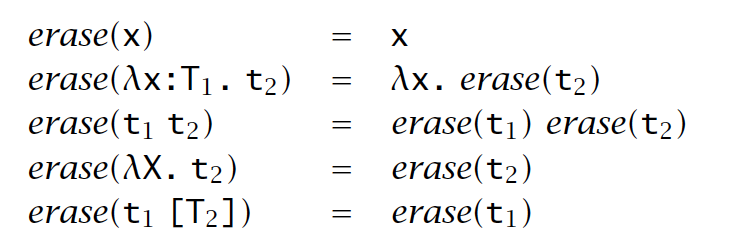 erase(x) = x
erase(λx:T₁. t₂) = λx. erase(t₂)
erase(t₁ t₂) = erase(t₁) erase(t₂)
erase(λX. t₂) = erase(t₂)
erase(t₁ [T₂]) = erase(t₁)